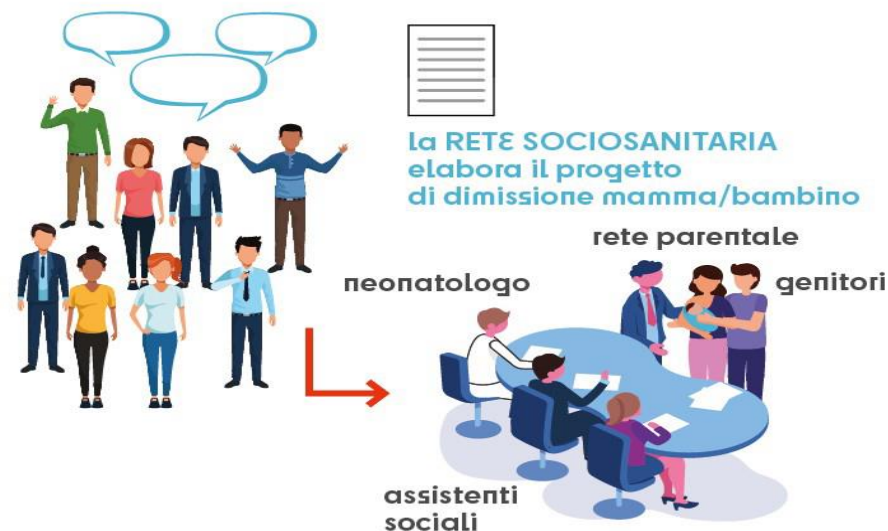 La RETE SOCIOSANITARIA
elabora il progetto
di dimissione mamma/bambino
rete parentale
neonatologo
genitori
assistenti
sociali